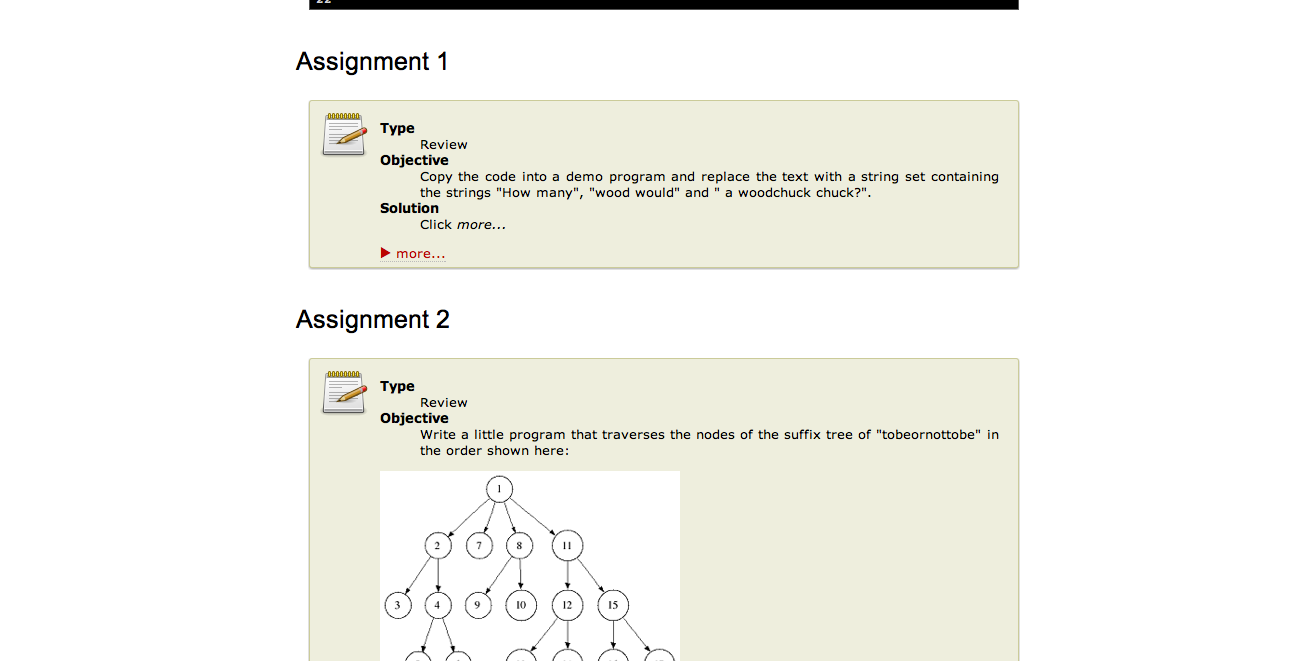 Assignment 1
Type
Review
Objective
Copy the code into a demo program and replace the text with a string set containing
the strings "How many", "wood would" and " a woodchuck chuck?".
Solution
Click more...
more...
Assignment 2
Type
Review
Objective
Write a little program that traverses the nodes of the suffix tree of "tobeornottobe" in
the order shown here:
1
2 7 8 11
3 4 9 10 12 15